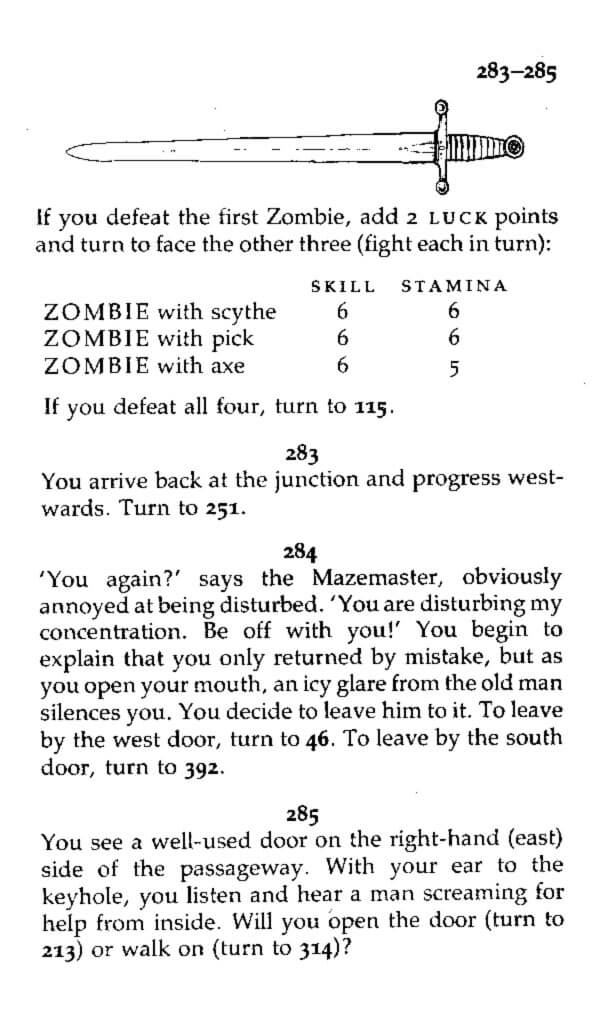 283–285
If you defeat the first Zombie, add 2 LUCK points
and turn to face the other three (fight each in turn):
SKILL STAMINA
ZOMBIE with scythe 6 6
ZOMBIE with pick 6 6
ZOMBIE with axe 6 5
If you defeat all four, turn to 115.
283
You arrive back at the junction and progress west-
wards. Turn to 251.
284
‘You again?’ says the Mazemaster, obviously
annoyed at being disturbed. ‘You are disturbing my
concentration. Be off with you!’ You begin to
explain that you only returned by mistake, but as
you open your mouth, an icy glare from the old man
silences you. You decide to leave him to it. To leave
by the west door, turn to 46. To leave by the south
door, turn to 392.
285
You see a well-used door on the right-hand (east)
side of the passageway. With your ear to the
keyhole, you listen and hear a man screaming for
help from inside. Will you open the door (turn to
213) or walk on (turn to 314)?